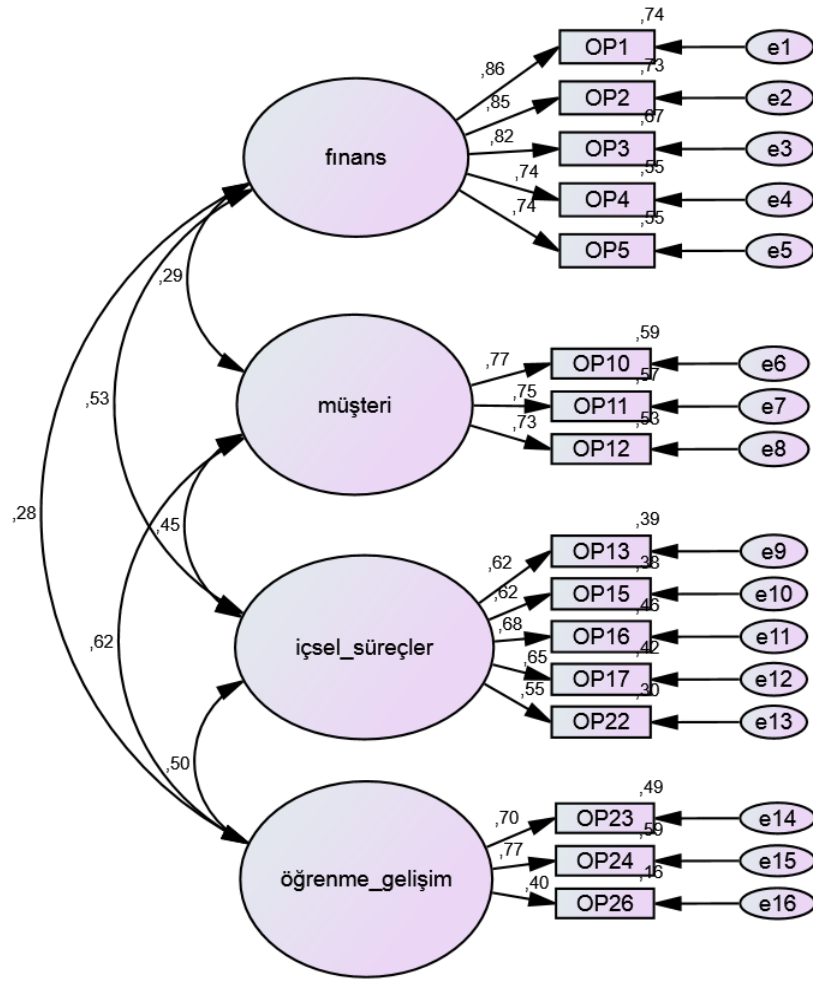 ,74
,86
OP1
e1
,73
,85
OP2
e2
,67
,82
OP3
e3
finans
,55
,74
OP4
e4
,55
,74
OP5
e5
,29
,59
,77
OP10
e6
,57
,75
OP11
e7
müşteri
,53
,73
OP12
e8
,53
,28
,45
,39
,62
OP13
e9
,38
,62
OP15
e10
,46
,68
OP16
e11
içsel_süreçler
,42
,65
OP17
e12
,30
,55
OP22
e13
,62
,50
,49
,70
OP23
e14
,59
,77
OP24
e15
öğrenme_gelişim
,16
,40
OP26
e16